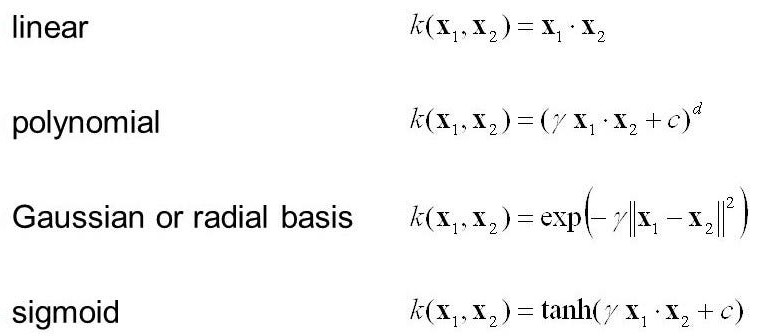 linear k(x₁, x₂) = x₁ · x₂
polynomial k(x₁, x₂) = (γ x₁ · x₂ + c)ᵈ
Gaussian or radial basis k(x₁, x₂) = exp(−γ‖x₁ − x₂‖²)
sigmoid k(x₁, x₂) = tanh(γ x₁ · x₂ + c)